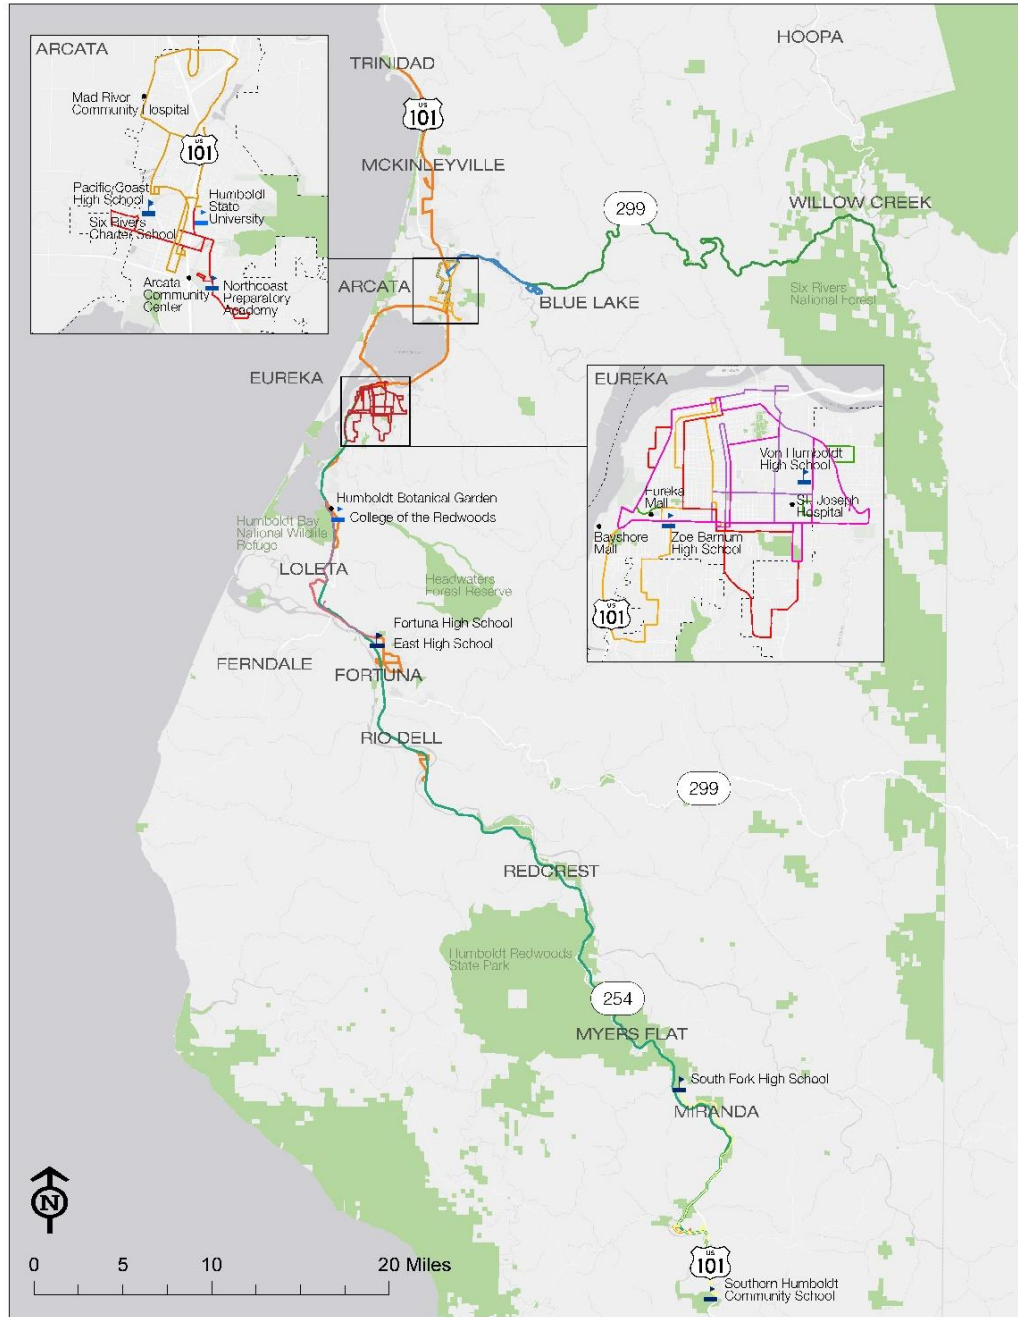 HOOPA
ARCATA
Mad River
Community Hospital
US
101
Pacific Coast
High School
Humboldt
State
University
Six Rivers
Charter School
Arcata
Community
Center
Northcoast
Preparatory
Academy
TRINIDAD
US
101
MCKINLEYVILLE
299
WILLOW CREEK
ARCATA
BLUE LAKE
Six Rivers
National Forest
EUREKA
EUREKA
Von Humboldt
High School
Eureka
Mall
St. Joseph
Hospital
Bayshore
Mall
Zoe Barnum
High School
US
101
Humboldt Botanical Garden
College of the Redwoods
Humboldt Bay
National Wildlife
Refuge
LOLETA
Headwaters
Forest Reserve
Fortuna High School
East High School
FERNDALE
FORTUNA
RIO DELL
299
REDCREST
Humboldt Redwoods
State Park
254
MYERS FLAT
South Fork High School
MIRANDA
N
US
101
0 5 10 20 Miles
Southern Humboldt
Community School